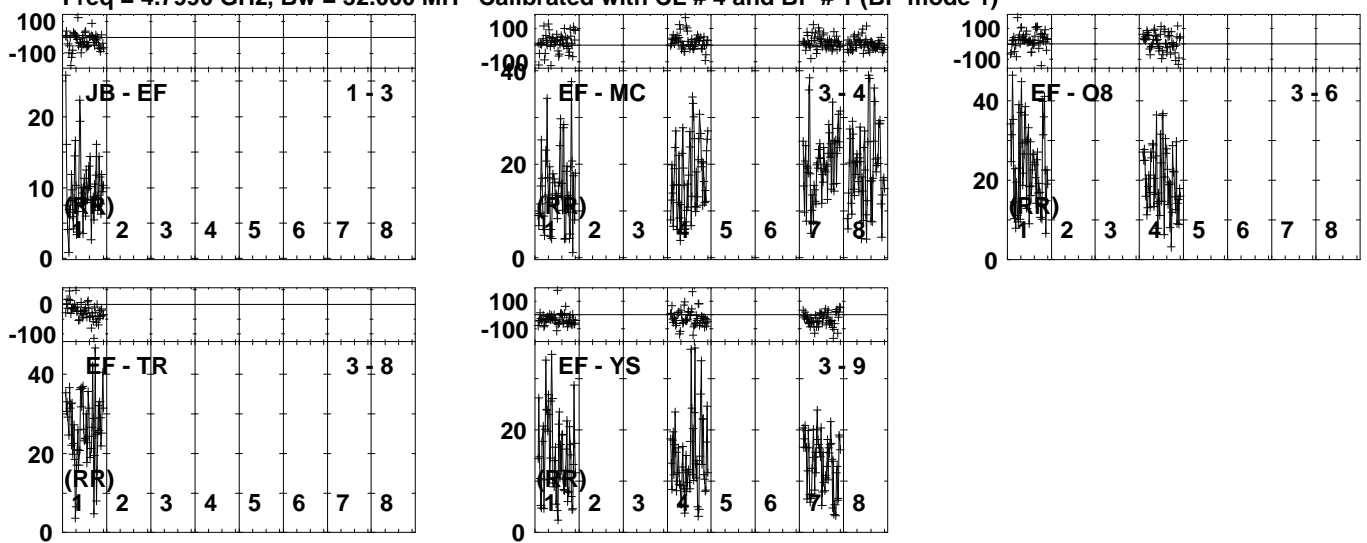 Freq = 4.7990 GHz, Bw = 32.000 MH Calibrated with CL # 4 and BP # 1 (BP mode 1)
100
-100
JB - EF 1 - 3
20
10
0
(RR)
1 2 3 4 5 6 7 8
100
-100
40
EF - MC 3 - 4
20
0
(RR)
1 2 3 4 5 6 7 8
100
-100
EF - O8 3 - 6
40
20
0
(RR)
1 2 3 4 5 6 7 8
0
-100
EF - TR 3 - 8
40
20
0
(RR)
1 2 3 4 5 6 7 8
100
-100
EF - YS 3 - 9
20
0
(RR)
1 2 3 4 5 6 7 8